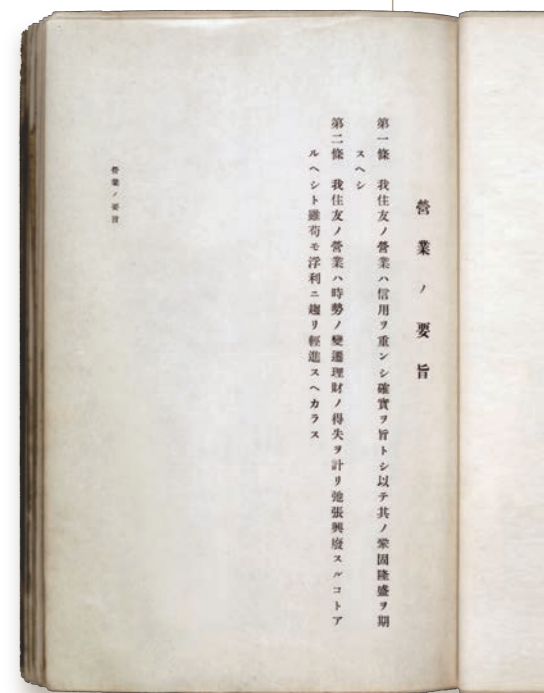 營業ノ要旨
第一條 我住友ノ營業ハ信用ヲ重ンシ確實ヲ旨トシ以テ其ノ鞏固隆盛ヲ期
スヘシ
第二條 我住友ノ營業ハ時勢ノ變遷理財ノ得失ヲ計リ弛張興廢スルコトア
ルヘシト雖苟モ浮利ニ趨リ輕進スヘカラス
營業ノ要旨